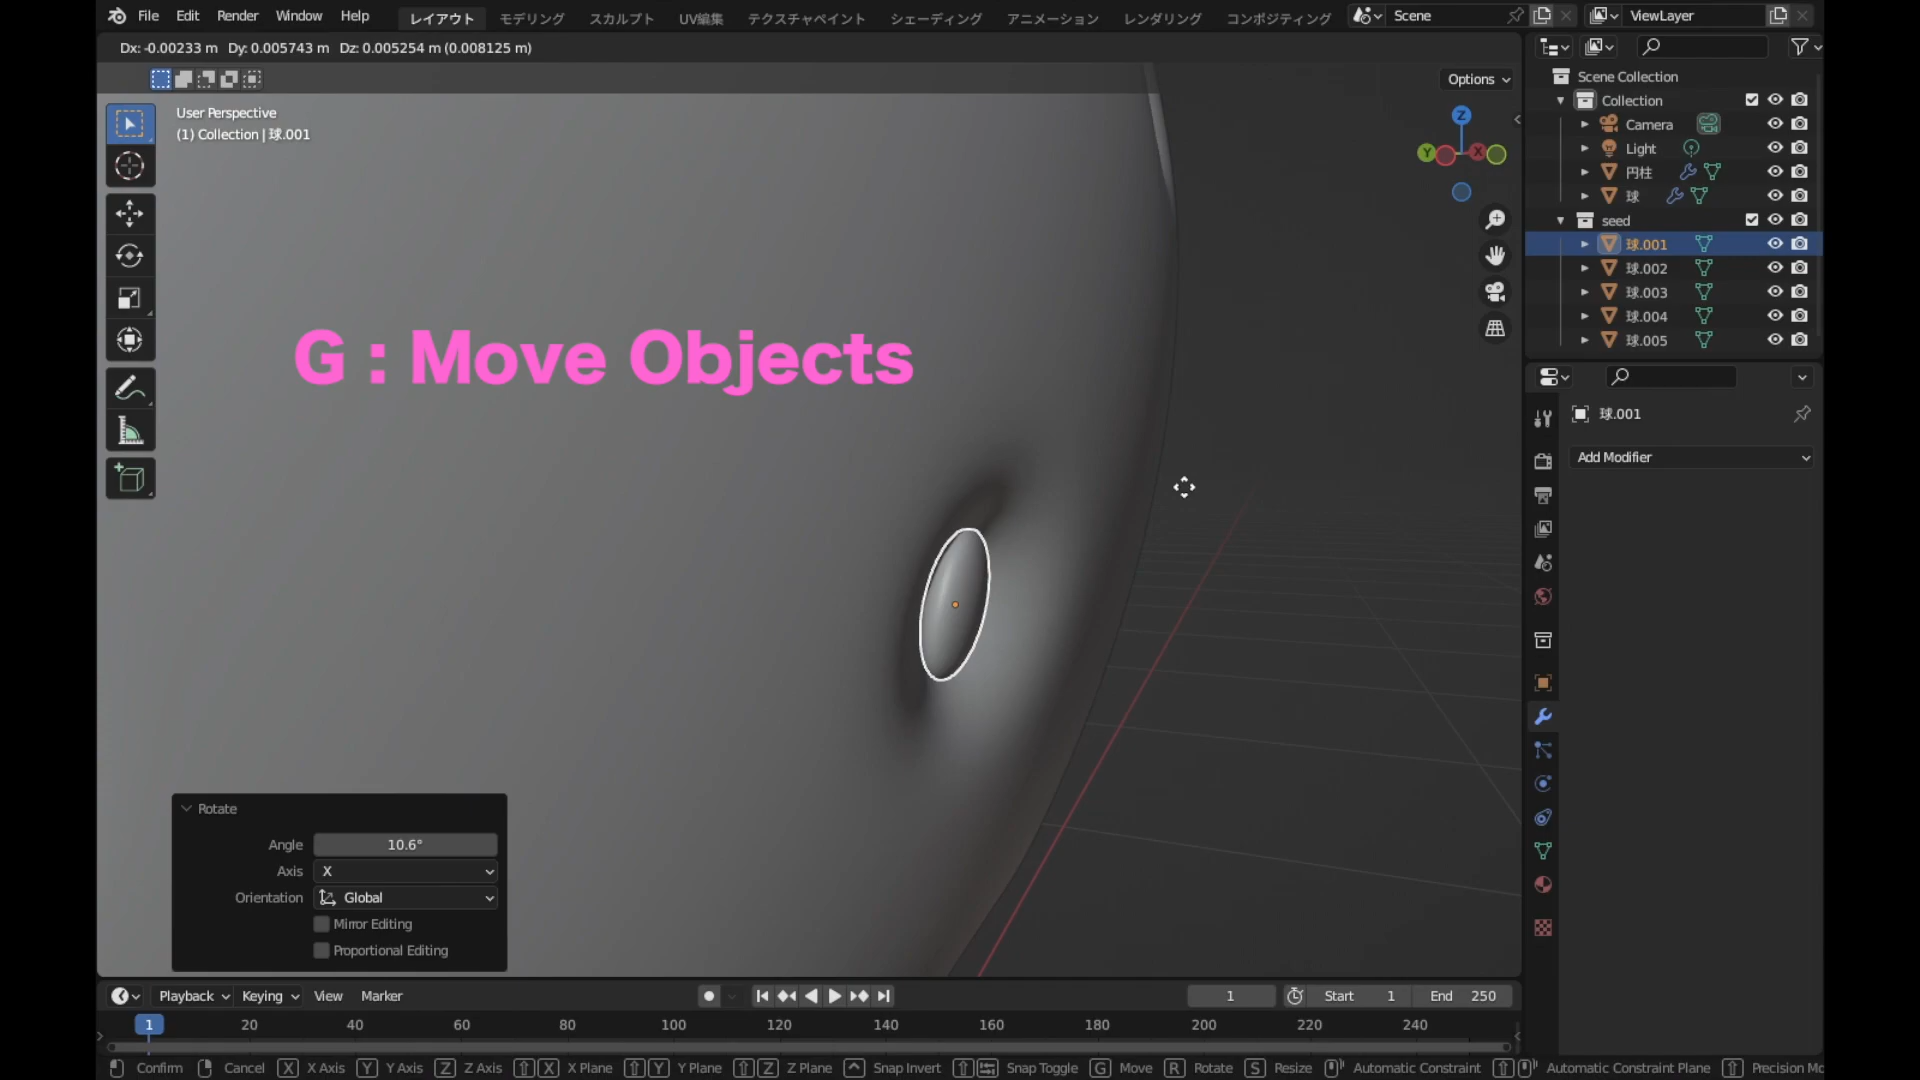 File Edit Render Window Help レイアウト モデリング スカルプト UV編集 テクスチャペイント シェーディング アニメーション レンダリング コンポジティング Scene ViewLayer
Dx: -0.00233 m Dy: 0.005743 m Dz: 0.005254 m (0.008125 m)
Options
User Perspective
(1) Collection | 球.001
Z
Y
X
G : Move Objects
Scene Collection
Collection
Camera
Light
円柱
球
seed
球.001
球.002
球.003
球.004
球.005
球.001
Add Modifier
Rotate
Angle 10.6°
Axis X
Orientation Global
Mirror Editing
Proportional Editing
Playback Keying View Marker 1 Start 1 End 250
1 20 40 60 80 100 120 140 160 180 200 220 240
Confirm Cancel X X Axis Y Y Axis Z Z Axis X X Plane Y Y Plane Z Z Plane Snap Invert Snap Toggle G Move R Rotate S Resize Automatic Constraint Automatic Constraint Plane Precision Mo